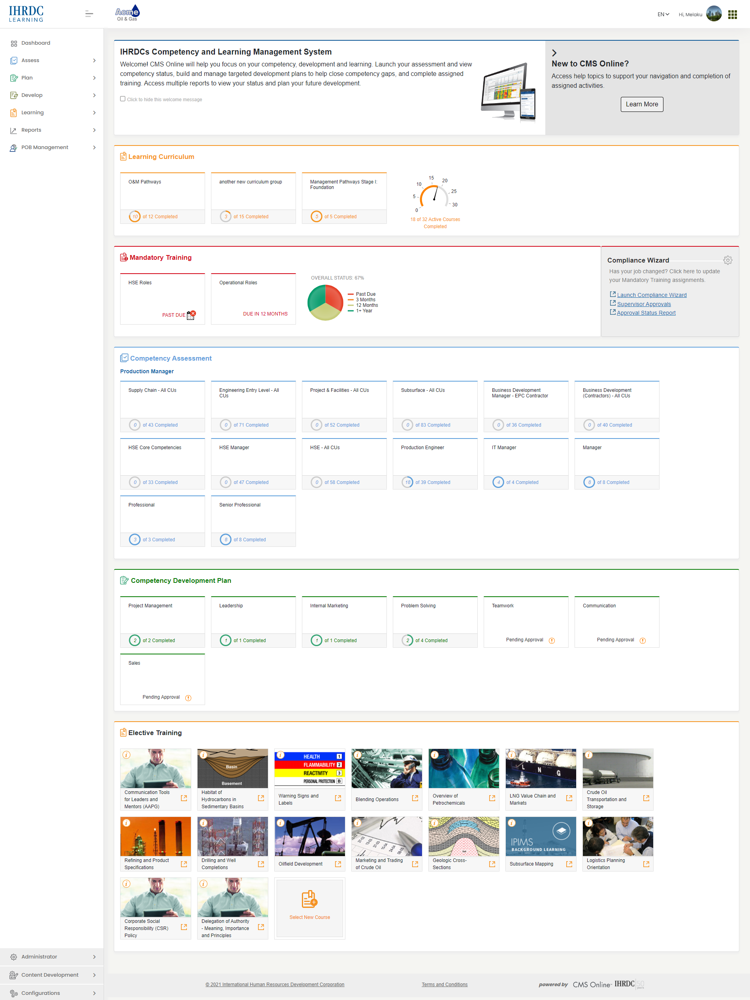 IHRDC
LEARNING
Acme
Oil & Gas
EN
Hi, Melaku
Dashboard
Assess
Plan
Develop
Learning
Reports
POB Management
IHRDCs Competency and Learning Management System
Welcome! CMS Online will help you focus on your competency, development and learning. Launch your assessment and view
competency status, build and manage targeted development plans to help close competency gaps, and complete assigned
training. Access multiple reports to view your status and plan your future development.
Click to hide this welcome message
New to CMS Online?
Access help topics to support your navigation and completion of
assigned activities.
Learn More
Learning Curriculum
O&M Pathways
10 of 12 Completed
another new curriculum group
3 of 15 Completed
Management Pathways Stage I:
Foundation
5 of 5 Completed
0
5
10
15
20
25
30
18 of 32 Active Courses
Completed
Mandatory Training
HSE Roles
PAST DUE
Operational Roles
DUE IN 12 MONTHS
OVERALL STATUS: 67%
Past Due
3 Months
12 Months
1+ Year
Compliance Wizard
Has your job changed? Click here to update
your Mandatory Training assignments.
Launch Compliance Wizard
Supervisor Approvals
Approval Status Report
Competency Assessment
Production Manager
Supply Chain - All CUs
0 of 43 Completed
Engineering Entry Level - All
CUs
0 of 71 Completed
Project & Facilities - All CUs
0 of 52 Completed
Subsurface - All CUs
0 of 83 Completed
Business Development
Manager - EPC Contractor
0 of 36 Completed
Business Development
(Contractors) - All CUs
0 of 40 Completed
HSE Core Competencies
0 of 33 Completed
HSE Manager
0 of 47 Completed
HSE - All CUs
0 of 58 Completed
Production Engineer
18 of 39 Completed
IT Manager
4 of 4 Completed
Manager
8 of 8 Completed
Professional
3 of 3 Completed
Senior Professional
8 of 8 Completed
Competency Development Plan
Project Management
2 of 2 Completed
Leadership
1 of 1 Completed
Internal Marketing
1 of 1 Completed
Problem Solving
2 of 4 Completed
Teamwork
Pending Approval
Communication
Pending Approval
Sales
Pending Approval
Elective Training
Communication Tools
for Leaders and
Mentors (AAPG)
Basin
Basement
Habitat of
Hydrocarbons in
Sedimentary Basins
HEALTH 1
FLAMMABILITY 2
REACTIVITY 3
PERSONAL PROTECTION B
Warning Signs and
Labels
Blending Operations
Overview of
Petrochemicals
L N G
LNG Value Chain and
Markets
Crude Oil
Transportation and
Storage
Refining and Product
Specifications
Drilling and Well
Completions
Oilfield Development
Marketing and Trading
of Crude Oil
Salt
Geologic Cross-
Sections
IPIMS
BACKGROUND LEARNING
Subsurface Mapping
Logistics Planning
Orientation
Corporate Social
Responsibility (CSR)
Policy
Delegation of Authority
- Meaning, Importance
and Principles
Select New Course
Administrator
Content Development
Configurations
© 2021 International Human Resources Development Corporation
Terms and Conditions
powered by CMS Online IHRDC 50
years